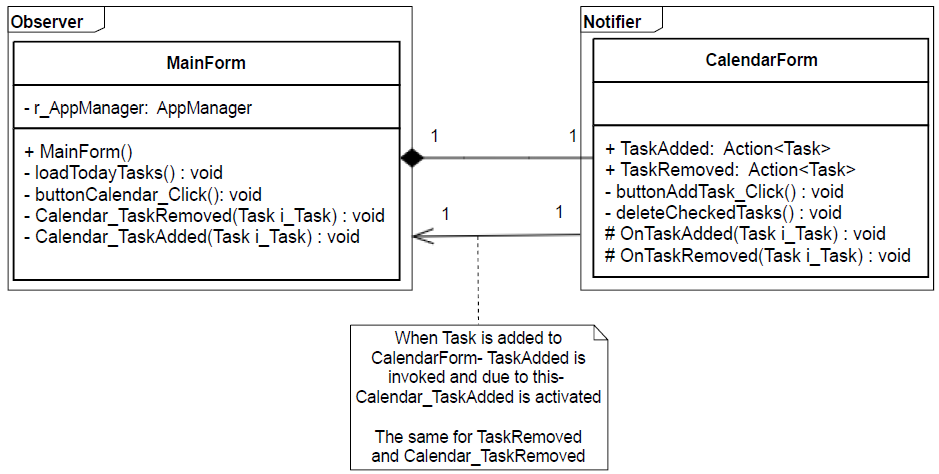 Observer
MainForm
- r_AppManager: AppManager
+ MainForm()
- loadTodayTasks() : void
- buttonCalendar_Click(): void
- Calendar_TaskRemoved(Task i_Task) : void
- Calendar_TaskAdded(Task i_Task) : void
1
1
1
1
Notifier
CalendarForm
+ TaskAdded: Action<Task>
+ TaskRemoved: Action<Task>
- buttonAddTask_Click() : void
- deleteCheckedTasks() : void
# OnTaskAdded(Task i_Task) : void
# OnTaskRemoved(Task i_Task) : void
When Task is added to
CalendarForm- TaskAdded is
invoked and due to this-
Calendar_TaskAdded is activated
The same for TaskRemoved
and Calendar_TaskRemoved